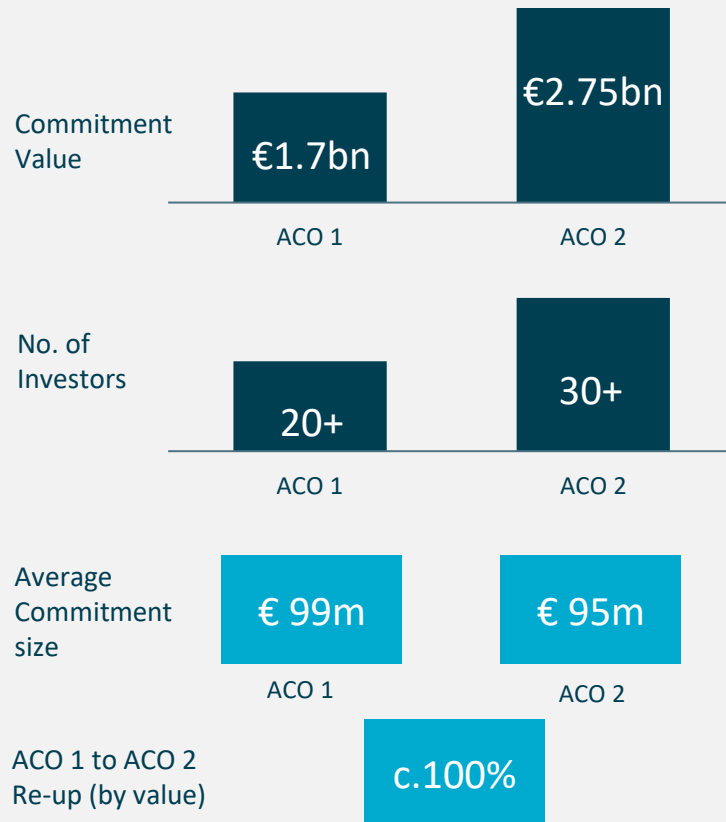 Commitment
Value
€1.7bn
€2.75bn
ACO 1
ACO 2
No. of
Investors
20+
30+
ACO 1
ACO 2
Average
Commitment
size
€ 99m
€ 95m
ACO 1
ACO 2
ACO 1 to ACO 2
Re-up (by value)
c.100%